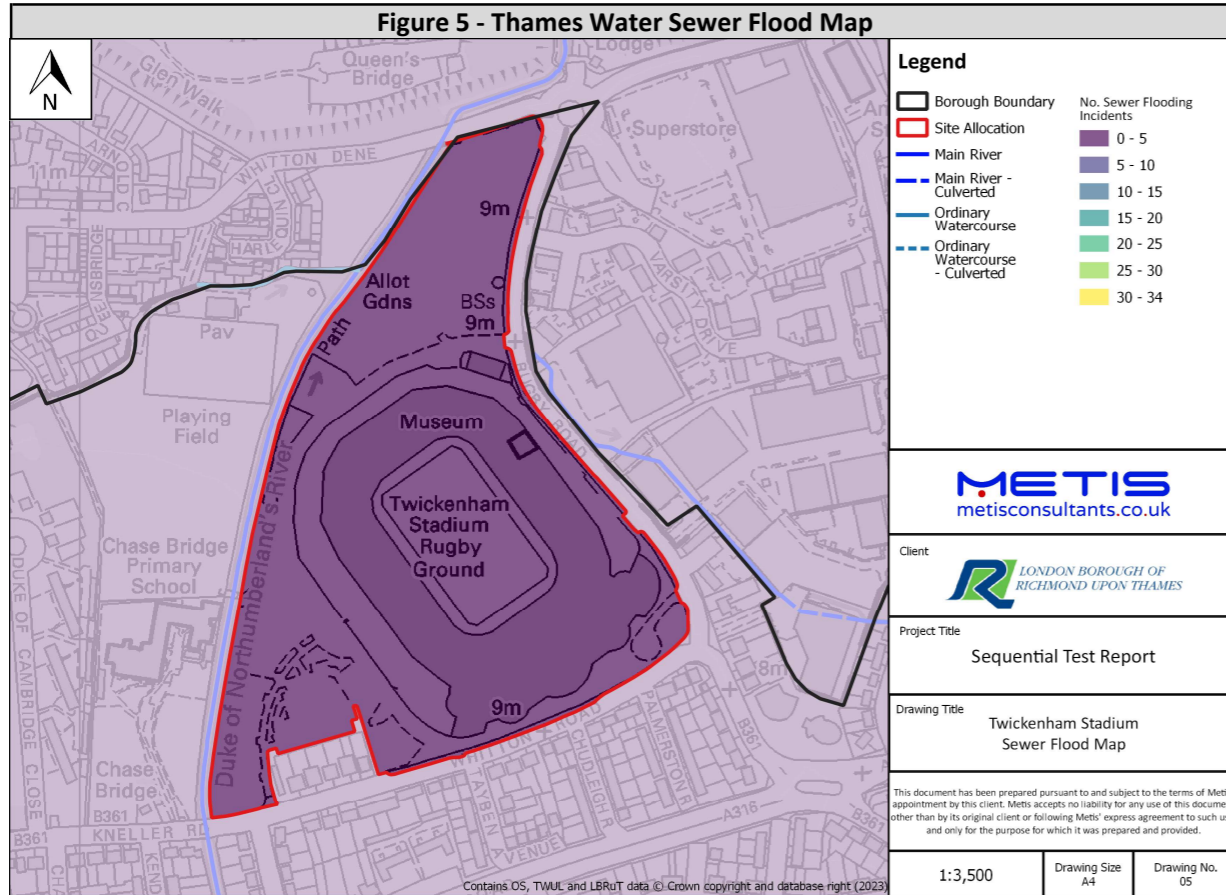 Figure 5 - Thames Water Sewer Flood Map
N
Glen Walk
Queen's
Bridge
Lodge
Superstore
ARNOLD C
WHITTON DENE
11m
HARLEQUIN C
QUEENSBRIDGE
9m
Allot
Gdns
BSs
9m
Path
Pav
VARSITY DRIVE
Playing
Field
RUGBY ROAD
Museum
Twickenham
Stadium
Rugby
Ground
Duke of Northumberland's River
Chase Bridge
Primary
School
DUKE OF CAMBRIDGE CLOSE
8m
9m
WHITTON ROAD
PALMERSTON R
B361
CHUDLEIGH
TAYBEN
AVENUE
A316
Chase
Bridge
B361
B361
KNELLER RD
KEND
Contains OS, TWUL and LBRuT data © Crown copyright and database right (2023)
Legend
Borough Boundary
Site Allocation
Main River
Main River -
Culverted
Ordinary
Watercourse
Ordinary
Watercourse
- Culverted
No. Sewer Flooding
Incidents
0 - 5
5 - 10
10 - 15
15 - 20
20 - 25
25 - 30
30 - 34
METIS
metisconsultants.co.uk
Client
LONDON BOROUGH OF
RICHMOND UPON THAMES
Project Title
Sequential Test Report
Drawing Title
Twickenham Stadium
Sewer Flood Map
This document has been prepared pursuant to and subject to the terms of Meti
appointment by this client. Metis accepts no liability for any use of this docume
other than by its original client or following Metis' express agreement to such us
and only for the purpose for which it was prepared and provided.
1:3,500
Drawing Size
A4
Drawing No.
05